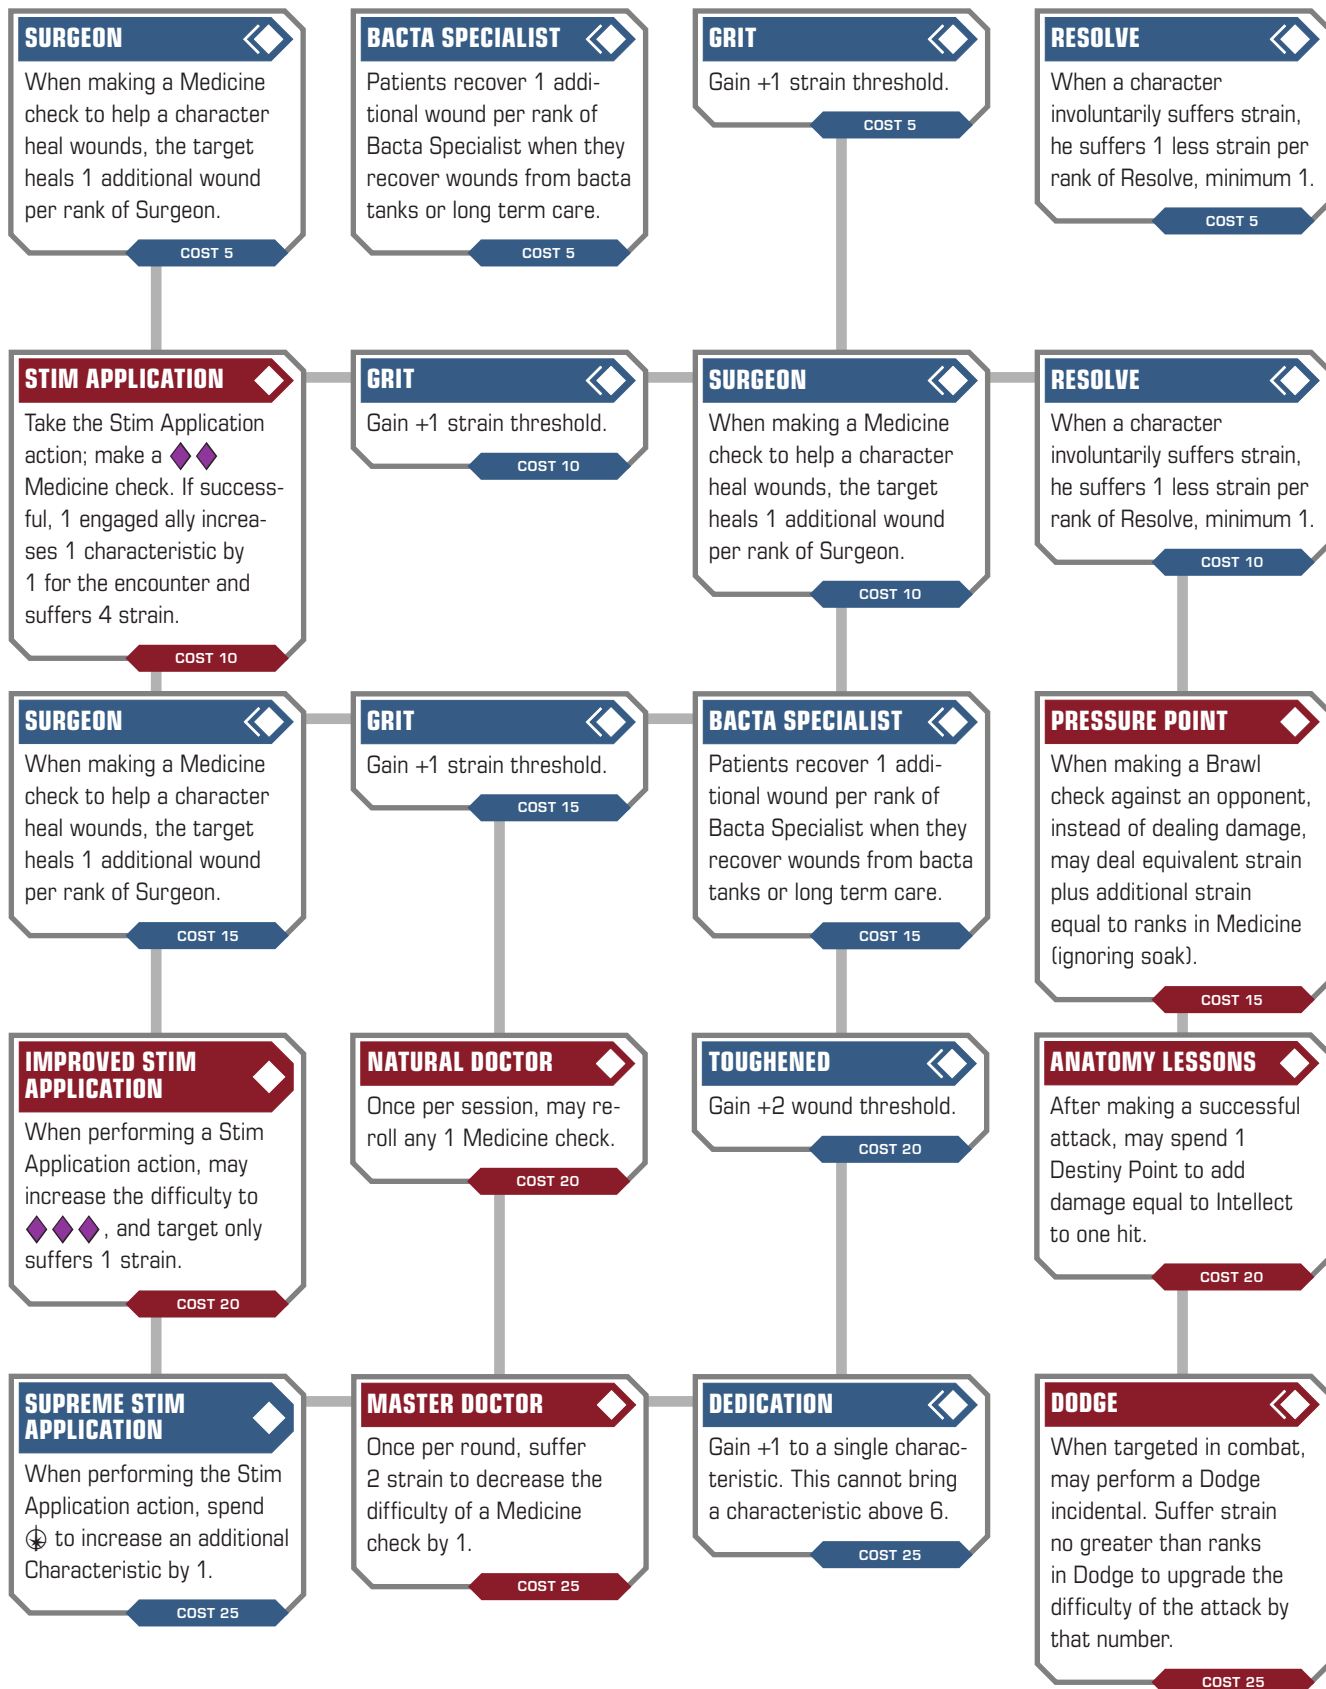 SURGEON
When making a Medicine
check to help a character
heal wounds, the target
heals 1 additional wound
per rank of Surgeon.
COST 5
BACTA SPECIALIST
Patients recover 1 addi-
tional wound per rank of
Bacta Specialist when they
recover wounds from bacta
tanks or long term care.
COST 5
GRIT
Gain +1 strain threshold.
COST 5
RESOLVE
When a character
involuntarily suffers strain,
he suffers 1 less strain per
rank of Resolve, minimum 1.
COST 5
STIM APPLICATION
Take the Stim Application
action; make a
Medicine check. If success-
ful, 1 engaged ally increa-
ses 1 characteristic by
1 for the encounter and
suffers 4 strain.
COST 10
GRIT
Gain +1 strain threshold.
COST 10
SURGEON
When making a Medicine
check to help a character
heal wounds, the target
heals 1 additional wound
per rank of Surgeon.
COST 10
RESOLVE
When a character
involuntarily suffers strain,
he suffers 1 less strain per
rank of Resolve, minimum 1.
COST 10
SURGEON
When making a Medicine
check to help a character
heal wounds, the target
heals 1 additional wound
per rank of Surgeon.
COST 15
GRIT
Gain +1 strain threshold.
COST 15
BACTA SPECIALIST
Patients recover 1 addi-
tional wound per rank of
Bacta Specialist when they
recover wounds from bacta
tanks or long term care.
COST 15
PRESSURE POINT
When making a Brawl
check against an opponent,
instead of dealing damage,
may deal equivalent strain
plus additional strain
equal to ranks in Medicine
(ignoring soak).
COST 15
IMPROVED STIM
APPLICATION
When performing a Stim
Application action, may
increase the difficulty to
, and target only
suffers 1 strain.
COST 20
NATURAL DOCTOR
Once per session, may re-
roll any 1 Medicine check.
COST 20
TOUGHENED
Gain +2 wound threshold.
COST 20
ANATOMY LESSONS
After making a successful
attack, may spend 1
Destiny Point to add
damage equal to Intellect
to one hit.
COST 20
SUPREME STIM
APPLICATION
When performing the Stim
Application action, spend
to increase an additional
Characteristic by 1.
COST 25
MASTER DOCTOR
Once per round, suffer
2 strain to decrease the
difficulty of a Medicine
check by 1.
COST 25
DEDICATION
Gain +1 to a single charac-
teristic. This cannot bring
a characteristic above 6.
COST 25
DODGE
When targeted in combat,
may perform a Dodge
incidental. Suffer strain
no greater than ranks
in Dodge to upgrade the
difficulty of the attack by
that number.
COST 25